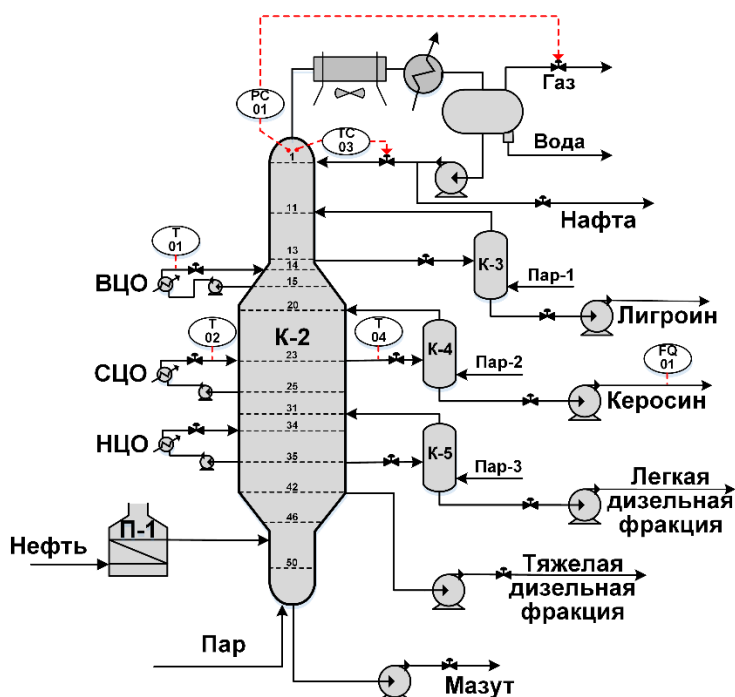 PC
01
TC
03
Газ
Вода
1
Нафта
11
T
01
13
14
15
К-3
Пар-1
ВЦО
Лигроин
20
T
02
К-2
T
04
К-4
FQ
01
23
Пар-2
СЦО
25
Керосин
31
34
НЦО
К-5
35
Пар-3
Легкая
дизельная
фракция
42
П-1
46
Нефть
50
Тяжелая
дизельная
фракция
Пар
Мазут